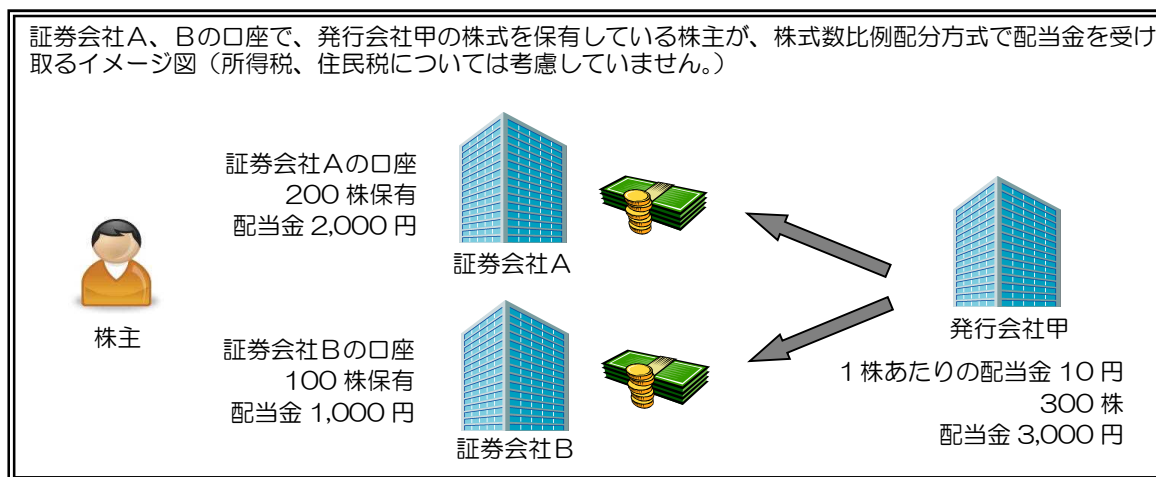 証券会社A、Bの口座で、発行会社甲の株式を保有している株主が、株式数比例配分方式で配当金を受け
取るイメージ図（所得税、住民税については考慮していません。）
証券会社Aの口座
200 株保有
配当金 2,000 円
証券会社A
株主
証券会社Bの口座
100 株保有
配当金 1,000 円
証券会社B
発行会社甲
1 株あたりの配当金 10 円
300 株
配当金 3,000 円